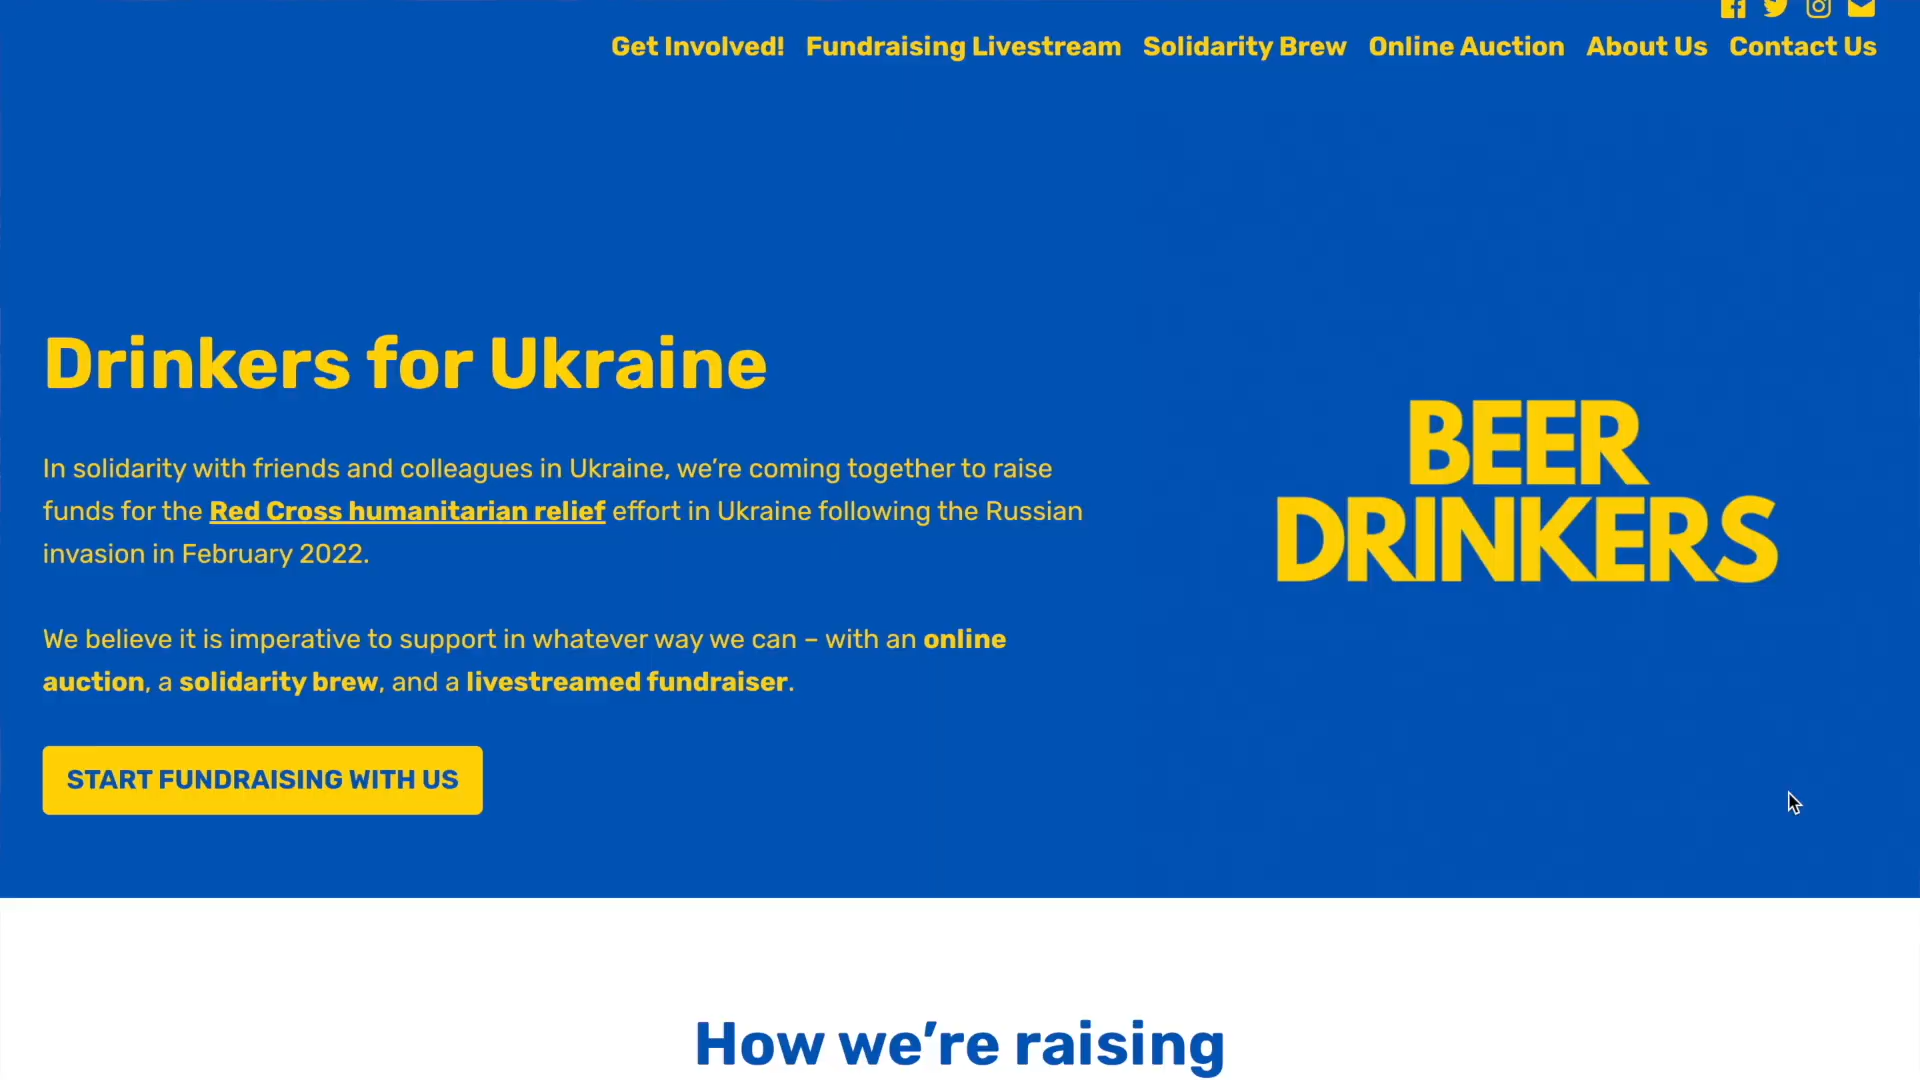 Get Involved! Fundraising Livestream Solidarity Brew Online Auction About Us Contact Us
Drinkers for Ukraine
In solidarity with friends and colleagues in Ukraine, we’re coming together to raise
funds for the Red Cross humanitarian relief effort in Ukraine following the Russian
invasion in February 2022.
We believe it is imperative to support in whatever way we can – with an online
auction, a solidarity brew, and a livestreamed fundraiser.
START FUNDRAISING WITH US
BEER
DRINKERS
How we’re raising